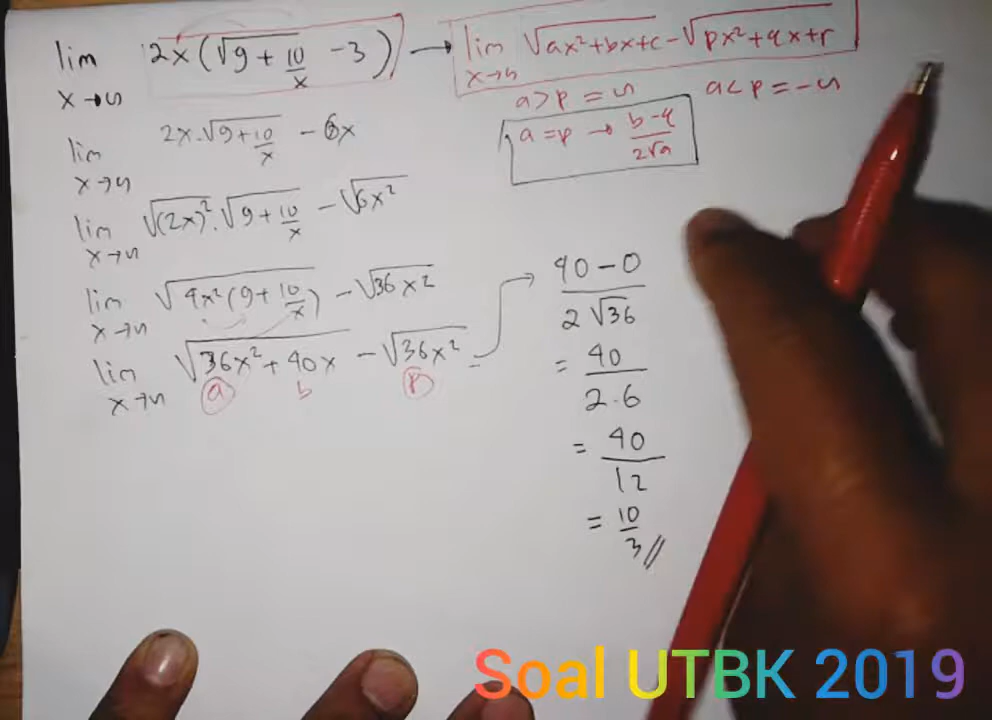 lim x→∞ 2x(√9 + 10/x - 3) → lim x→∞ √ax²+bx+c - √px²+qx+r
a>p = ∞ a<p = -∞
a = p → b-q/2√a
lim x→∞ 2x.√9+10/x - 6x
lim x→∞ √(2x)².√9+10/x - √6x²
lim x→∞ √4x²(9+10/x) - √36x²
lim x→∞ √36x²+40x - √36x²
a b p
40-0/2√36
= 40/2.6
= 40/12
= 10/3 //
Soal UTBK 2019